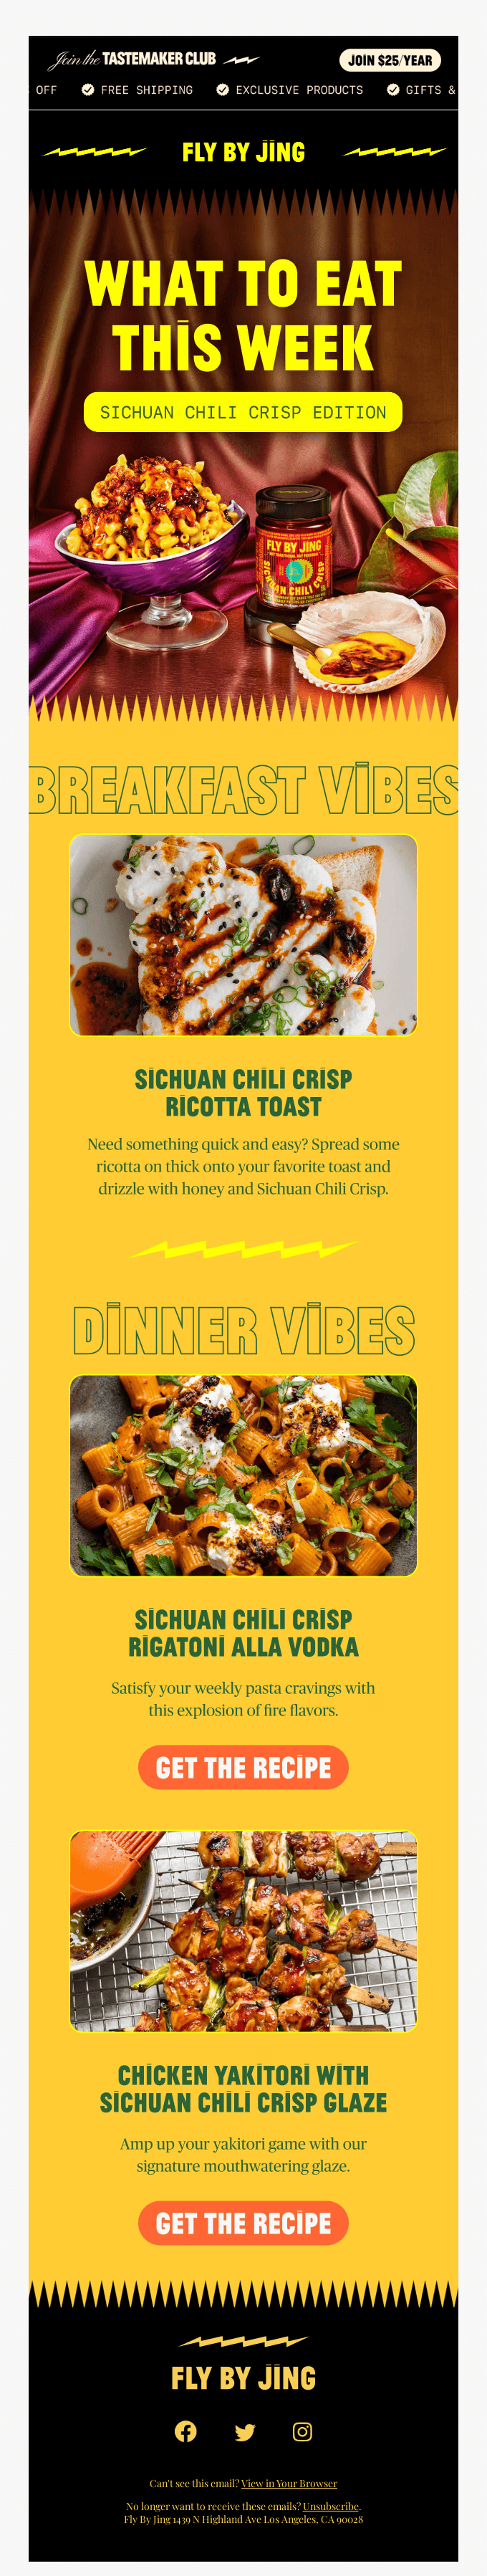 Join the TASTEMAKER CLUB
JOIN $25/YEAR
OFF FREE SHIPPING EXCLUSIVE PRODUCTS GIFTS &
FLY BY JING
WHAT TO EAT
THIS WEEK
SICHUAN CHILI CRISP EDITION
FLY BY JING
SICHUAN CHILI CRISP
BREAKFAST VIBES
SICHUAN CHILI CRISP
RICOTTA TOAST
Need something quick and easy? Spread some
ricotta on thick onto your favorite toast and
drizzle with honey and Sichuan Chili Crisp.
DINNER VIBES
SICHUAN CHILI CRISP
RIGATONI ALLA VODKA
Satisfy your weekly pasta cravings with
this explosion of fire flavors.
GET THE RECIPE
CHICKEN YAKITORI WITH
SICHUAN CHILI CRISP GLAZE
Amp up your yakitori game with our
signature mouthwatering glaze.
GET THE RECIPE
FLY BY JING
Can't see this email? View in Your Browser
No longer want to receive these emails? Unsubscribe.
Fly By Jing 1439 N Highland Ave Los Angeles, CA 90028